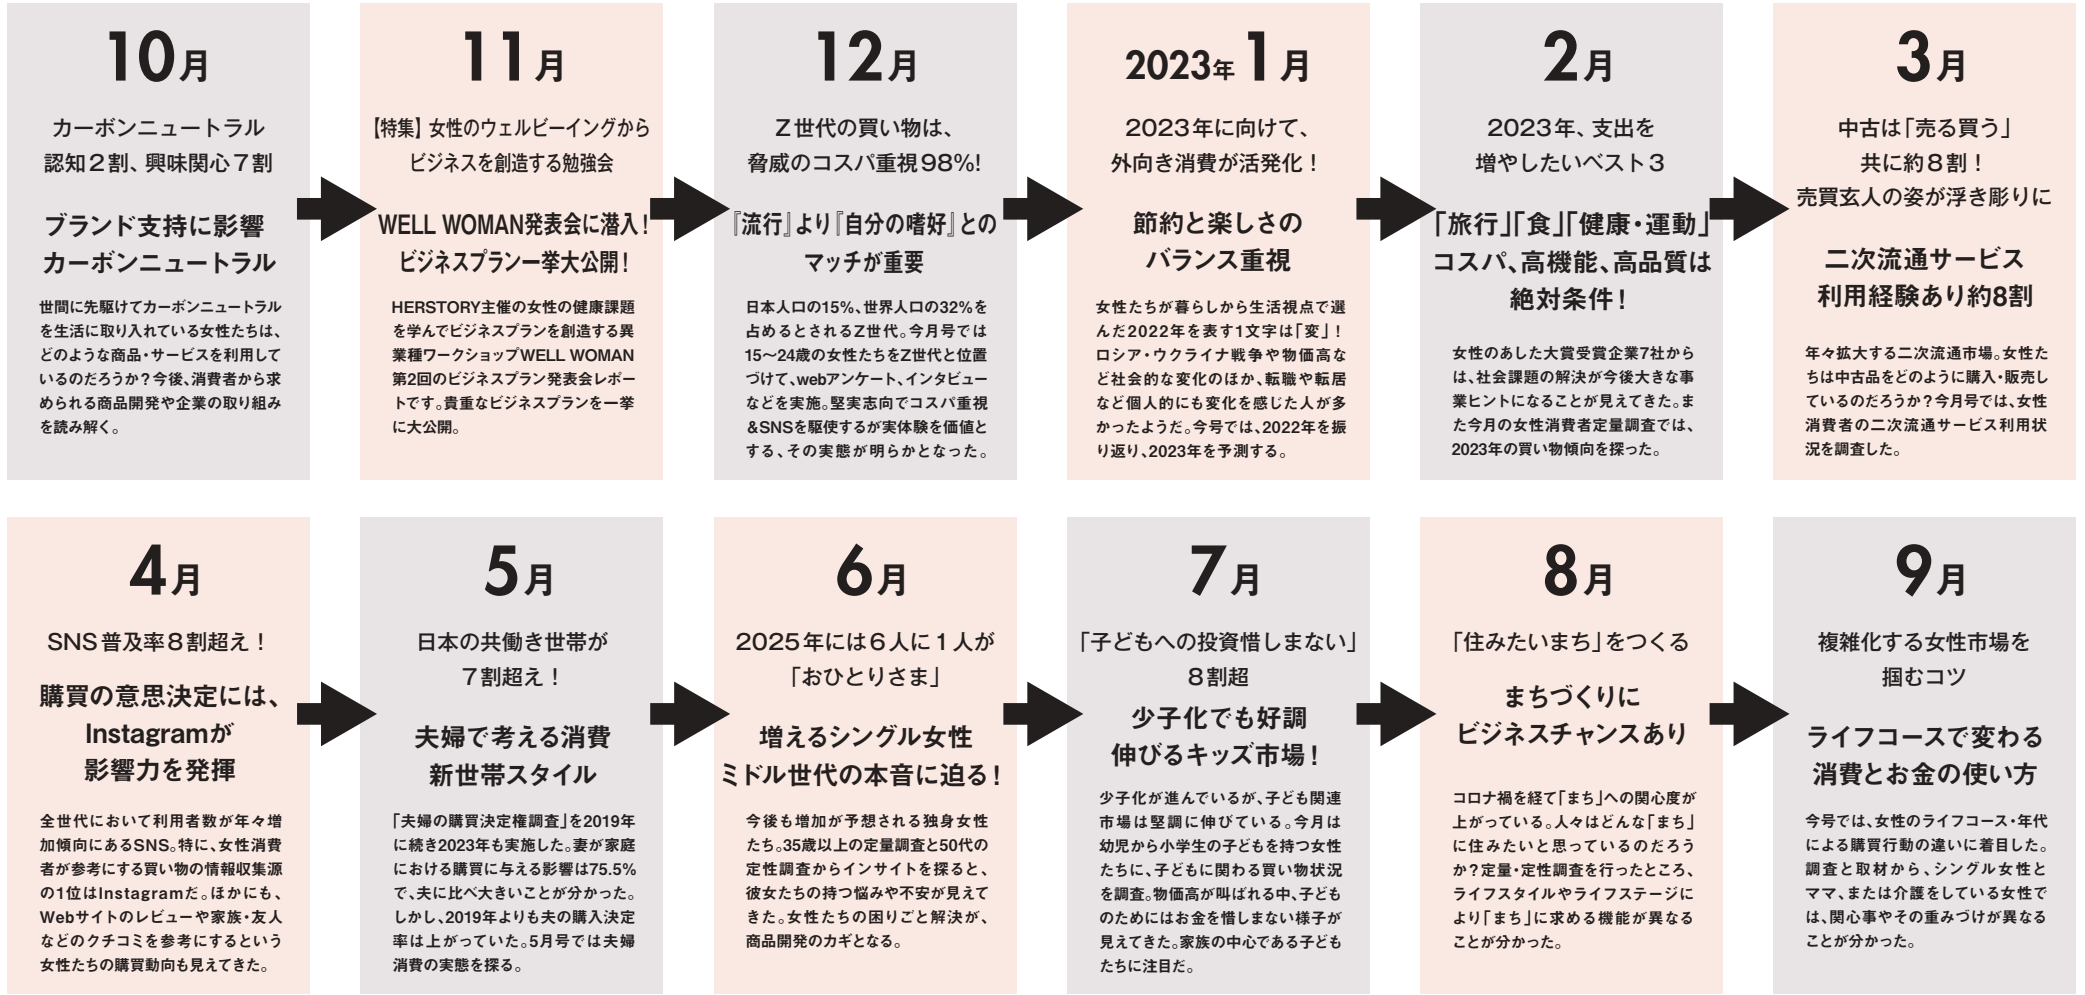 10月
カーボンニュートラル
認知2割、興味関心7割
ブランド支持に影響
カーボンニュートラル
世間に先駆けてカーボンニュートラル
を生活に取り入れている女性たちは、
どのような商品・サービスを利用して
いるのだろうか？今後、消費者から求
められる商品開発や企業の取り組み
を読み解く。
11月
【特集】女性のウェルビーイングから
ビジネスを創造する勉強会
WELL WOMAN発表会に潜入！
ビジネスプラン一挙大公開！
HERSTORY主催の女性の健康課題
を学んでビジネスプランを創造する異
業種ワークショップWELL WOMAN
第2回のビジネスプラン発表会レポー
トです。貴重なビジネスプランを一挙
に大公開。
12月
Z世代の買い物は、
脅威のコスパ重視98%!
『流行』より『自分の嗜好』との
マッチが重要
日本人口の15%、世界人口の32%を
占めるとされるZ世代。今月号では
15〜24歳の女性たちをZ世代と位置
づけて、webアンケート、インタビュー
などを実施。堅実志向でコスパ重視
&SNSを駆使するが実体験を価値と
する、その実態が明らかとなった。
2023年 1月
2023年に向けて、
外向き消費が活発化！
節約と楽しさの
バランス重視
女性たちが暮らしから生活視点で選
んだ2022年を表す1文字は「変」！
ロシア・ウクライナ戦争や物価高な
ど社会的な変化のほか、転職や転居
など個人的にも変化を感じた人が多
かったようだ。今号では、2022年を振
り返り、2023年を予測する。
2月
2023年、支出を
増やしたいベスト3
「旅行」「食」「健康・運動」
コスパ、高機能、高品質は
絶対条件！
女性のあした大賞受賞企業7社から
は、社会課題の解決が今後大きな事
業ヒントになることが見えてきた。ま
た今月の女性消費者定量調査では、
2023年の買い物傾向を探った。
3月
中古は「売る買う」
共に約8割！
売買玄人の姿が浮き彫りに
二次流通サービス
利用経験あり約8割
年々拡大する二次流通市場。女性た
ちは中古品をどのように購入・販売し
ているのだろうか？今月号では、女性
消費者の二次流通サービス利用状
況を調査した。
4月
SNS普及率8割超え！
購買の意思決定には、
Instagramが
影響力を発揮
全世代において利用者数が年々増
加傾向にあるSNS。特に、女性消費
者が参考にする買い物の情報収集源
の1位はInstagramだ。ほかにも、
Webサイトのレビューや家族・友人
などのクチコミを参考にするという
女性たちの購買動向も見えてきた。
5月
日本の共働き世帯が
7割超え！
夫婦で考える消費
新世帯スタイル
「夫婦の購買決定権調査」を2019年
に続き2023年も実施した。妻が家庭
における購買に与える影響は75.5%
で、夫に比べ大きいことが分かった。
しかし、2019年よりも夫の購入決定
率は上がっていた。5月号では夫婦
消費の実態を探る。
6月
2025年には6人に1人が
「おひとりさま」
増えるシングル女性
ミドル世代の本音に迫る！
今後も増加が予想される独身女性
たち。35歳以上の定量調査と50代の
定性調査からインサイトを探ると、
彼女たちの持つ悩みや不安が見えて
きた。女性たちの困りごと解決が、
商品開発のカギとなる。
7月
「子どもへの投資惜しまない」
8割超
少子化でも好調
伸びるキッズ市場！
少子化が進んでいるが、子ども関連
市場は堅調に伸びている。今月は
幼児から小学生の子どもを持つ女性
たちに、子どもに関わる買い物状況
を調査。物価高が叫ばれる中、子ども
のためにはお金を惜しまない様子が
見えてきた。家族の中心である子ども
たちに注目だ。
8月
「住みたいまち」をつくる
まちづくりに
ビジネスチャンスあり
コロナ禍を経て「まち」への関心度が
上がっている。人々はどんな「まち」
に住みたいと思っているのだろう
か？定量・定性調査を行ったところ、
ライフスタイルやライフステージに
より「まち」に求める機能が異なる
ことが分かった。
9月
複雑化する女性市場を
掴むコツ
ライフコースで変わる
消費とお金の使い方
今号では、女性のライフコース・年代
による購買行動の違いに着目した。
調査と取材から、シングル女性と
ママ、または介護をしている女性で
は、関心事やその重みづけが異なる
ことが分かった。